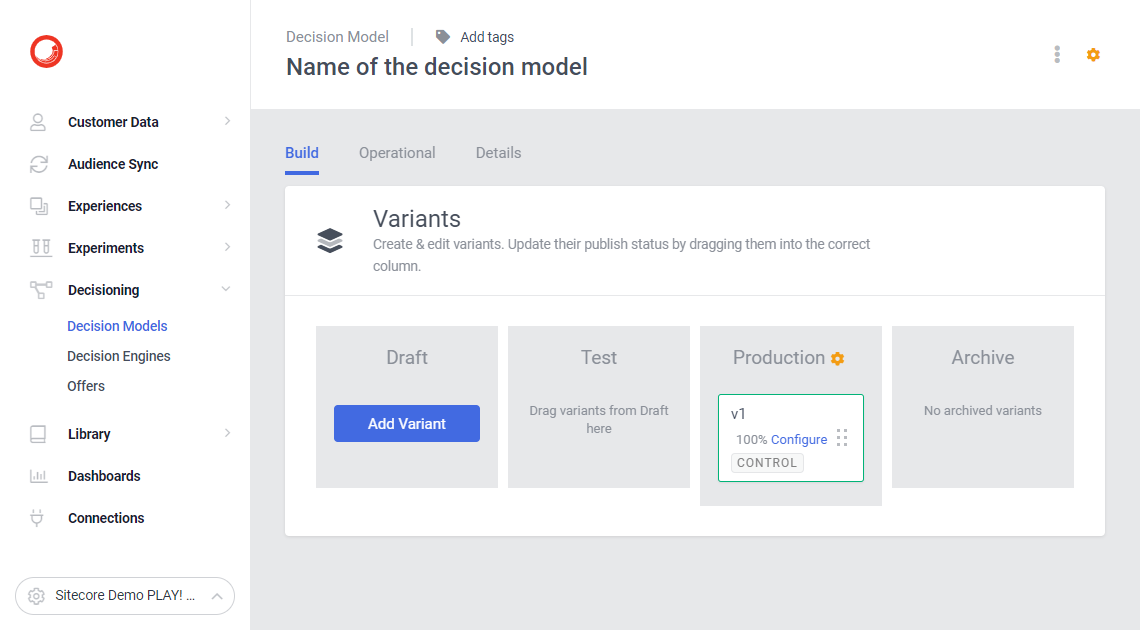 Decision Model
Add tags
Name of the decision model
Customer Data
Audience Sync
Experiences
Experiments
Decisioning
Decision Models
Decision Engines
Offers
Library
Dashboards
Connections
Sitecore Demo PLAY! ...
Build
Operational
Details
Variants
Create & edit variants. Update their publish status by dragging them into the correct
column.
Draft
Add Variant
Test
Drag variants from Draft
here
Production
v1
100% Configure
CONTROL
Archive
No archived variants